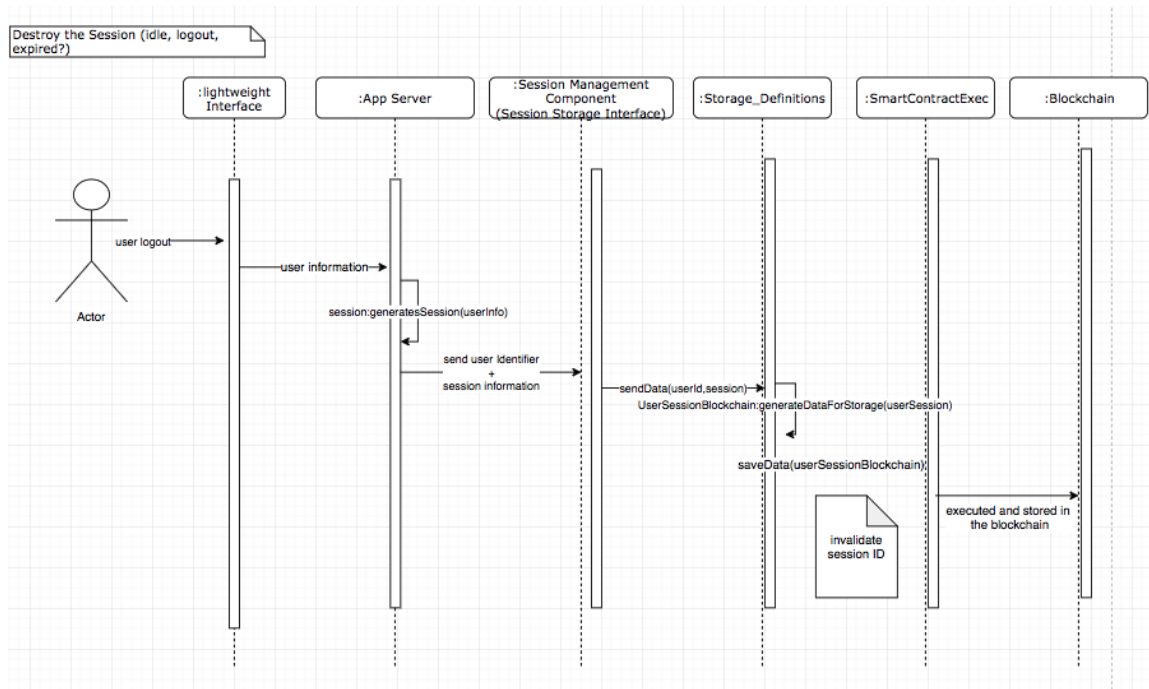 Destroy the Session (idle, logout,
expired?)
:lightweight
Interface
:App Server
:Session Management
Component
(Session Storage Interface)
:Storage_Definitions
:SmartContractExec
:Blockchain
user logout
user information
Actor
session:generatesSession(userInfo)
send user Identifier
+
session information
sendData(userId,session)
UserSessionBlockchain:generateDataForStorage(userSession)
saveData(userSessionBlockchain)
executed and stored in
the blockchain
invalidate
session ID